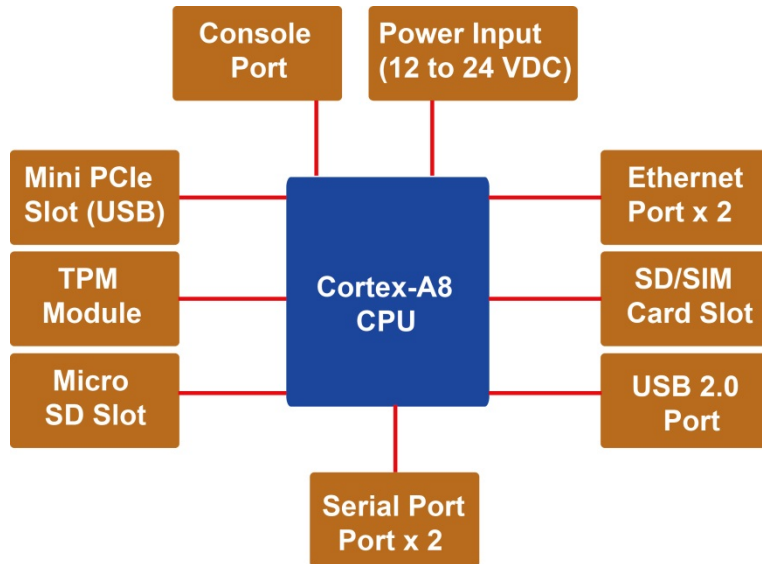 Console
Port
Power Input
(12 to 24 VDC)
Mini PCIe
Slot (USB)
Ethernet
Port x 2
TPM
Module
Cortex-A8
CPU
SD/SIM
Card Slot
Micro
SD Slot
USB 2.0
Port
Serial Port
Port x 2